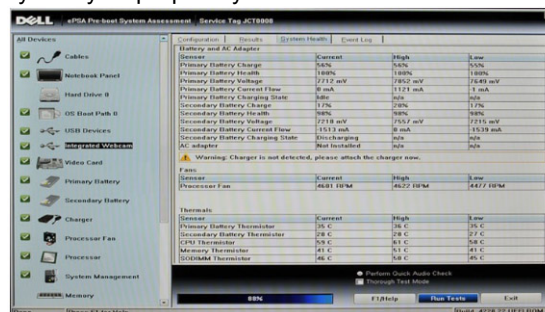 DELL ePSA Pre-boot System Assessment Service Tag JCT0000
All Devices
Cables
Notebook Panel
Hard Drive 0
OS Boot Path 0
USB Devices
Integrated Webcam
Video Card
Primary Battery
Secondary Battery
Charger
Processor Fan
Processor
System Management
Memory
Configuration Results System Health Event Log
Battery and AC Adapter
Sensor Current High Low
Primary Battery Charge 56% 56% 55%
Primary Battery Health 100% 100% 100%
Primary Battery Voltage 7712 mV 7852 mV 7649 mV
Primary Battery Current Flow 0 mA 1121 mA -1 mA
Primary Battery Charging State Idle n/a n/a
Secondary Battery Charge 17% 20% 17%
Secondary Battery Health 98% 98% 98%
Secondary Battery Voltage 7218 mV 7557 mV 7215 mV
Secondary Battery Current Flow -1513 mA 0 mA -1539 mA
Secondary Battery Charging State Discharging n/a n/a
AC adapter Not Installed n/a n/a
Warning: Charger is not detected, please attach the charger now.
Fans
Sensor Current High Low
Processor Fan 4601 RPM 4622 RPM 4477 RPM
Thermals
Sensor Current High Low
Primary Battery Thermistor 35 C 36 C 35 C
Secondary Battery Thermistor 28 C 28 C 27 C
CPU Thermistor 59 C 61 C 58 C
Memory Thermistor 41 C 41 C
SODIMM Thermistor 46 C 50 C 45 C
Perform Quick Audio Check
Thorough Test Mode
F1/Help Run Tests Exit